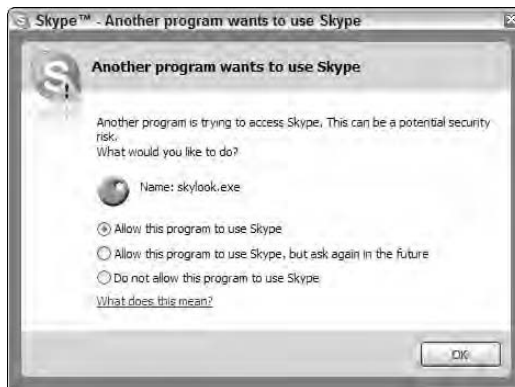 Skype™ - Another program wants to use Skype
Another program wants to use Skype
Another program is trying to access Skype. This can be a potential security
risk.
What would you like to do?
Name: skylook.exe
Allow this program to use Skype
Allow this program to use Skype, but ask again in the future
Do not allow this program to use Skype
What does this mean?
OK